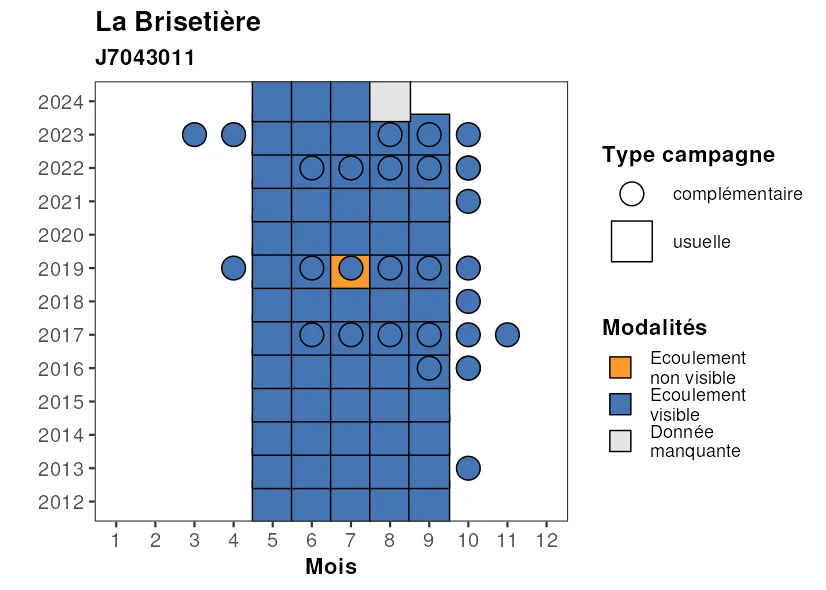 La Brisetière
J7043011
2024
2023
2022
2021
2020
2019
2018
2017
2016
2015
2014
2013
2012
1 2 3 4 5 6 7 8 9 10 11 12
Mois
Type campagne
complémentaire
usuelle
Modalités
Ecoulement
non visible
Ecoulement
visible
Donnée
manquante